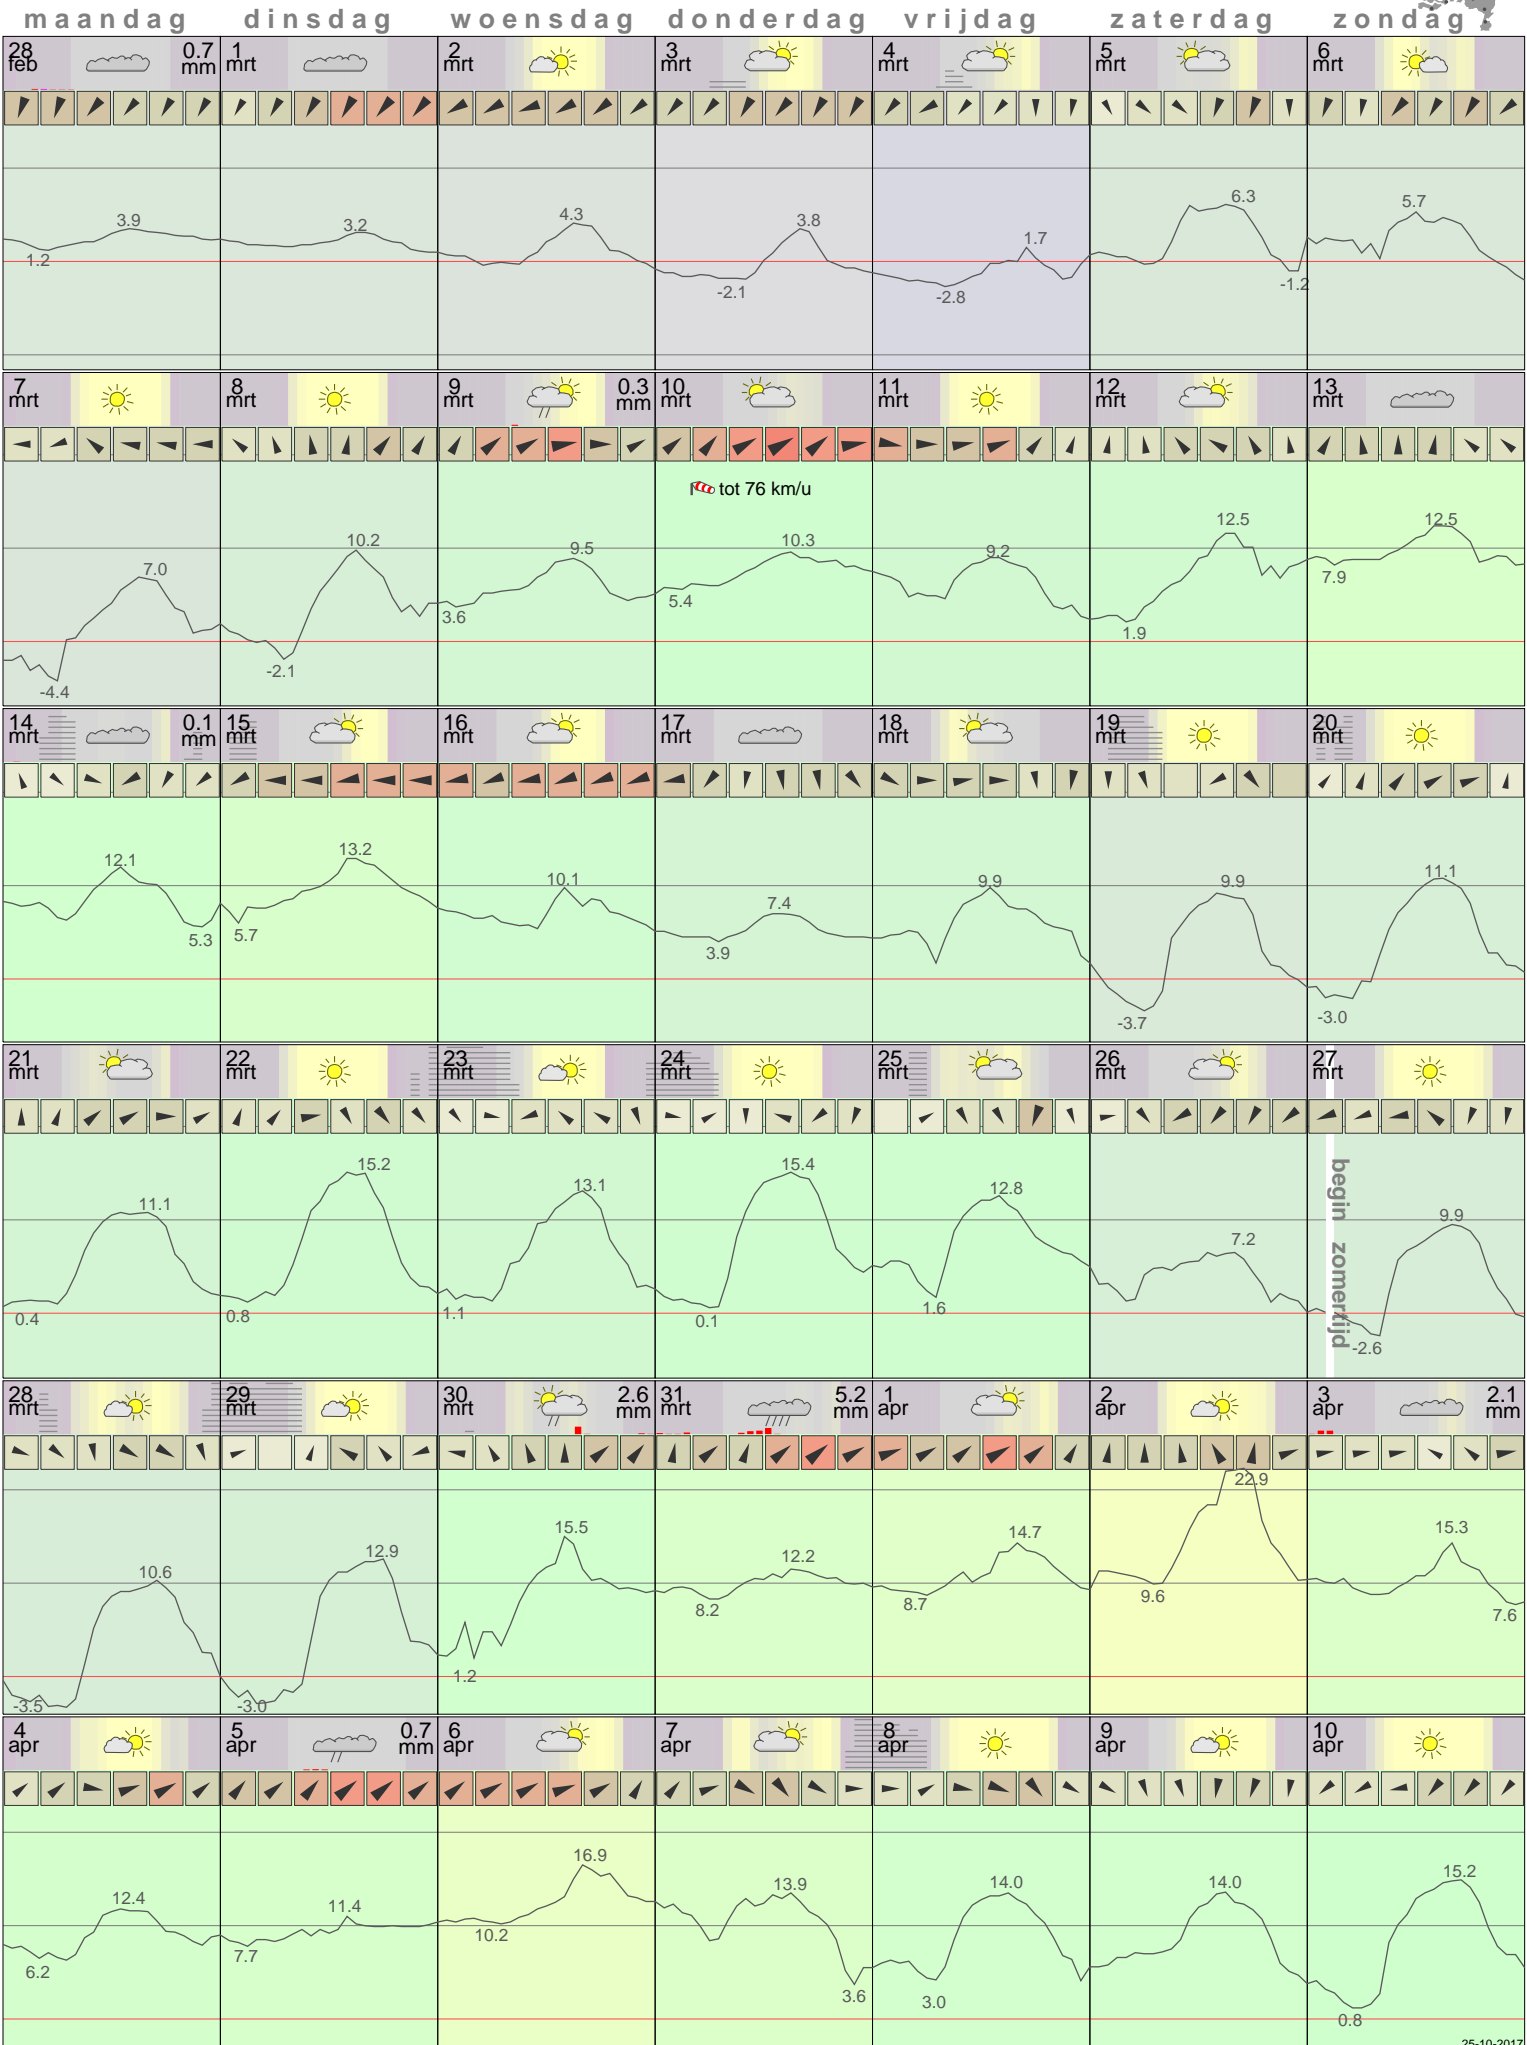 maandag dinsdag woensdag donderdag vrijdag zaterdag zondag
28 feb 0.7 mm 1 mrt 2 mrt 3 mrt 4 mrt 5 mrt 6 mrt
3.9 1.2 3.2 4.3 3.8 -2.1 1.7 -2.8 6.3 -1.2 5.7
7 mrt 8 mrt 9 mrt 0.3 mm 10 mrt 11 mrt 12 mrt 13 mrt
tot 76 km/u
7.0 -4.4 10.2 -2.1 9.5 3.6 10.3 5.4 9.2 12.5 1.9 12.5 7.9
14 mrt 0.1 mm 15 mrt 16 mrt 17 mrt 18 mrt 19 mrt 20 mrt
12.1 5.3 13.2 5.7 10.1 7.4 3.9 9.9 9.9 -3.7 11.1 -3.0
21 mrt 22 mrt 23 mrt 24 mrt 25 mrt 26 mrt 27 mrt
begin zomertijd
11.1 0.4 15.2 0.8 13.1 1.1 15.4 0.1 12.8 1.6 7.2 9.9 -2.6
28 mrt 29 mrt 30 mrt 2.6 mm 31 mrt 5.2 mm 1 apr 2 apr 3 apr 2.1 mm
10.6 -3.5 12.9 -3.0 15.5 1.2 12.2 8.2 14.7 8.7 22.9 9.6 15.3 7.6
4 apr 5 apr 0.7 mm 6 apr 7 apr 8 apr 9 apr 10 apr
12.4 6.2 11.4 7.7 16.9 10.2 13.9 3.6 14.0 3.0 14.0 15.2 0.8
25-10-2017